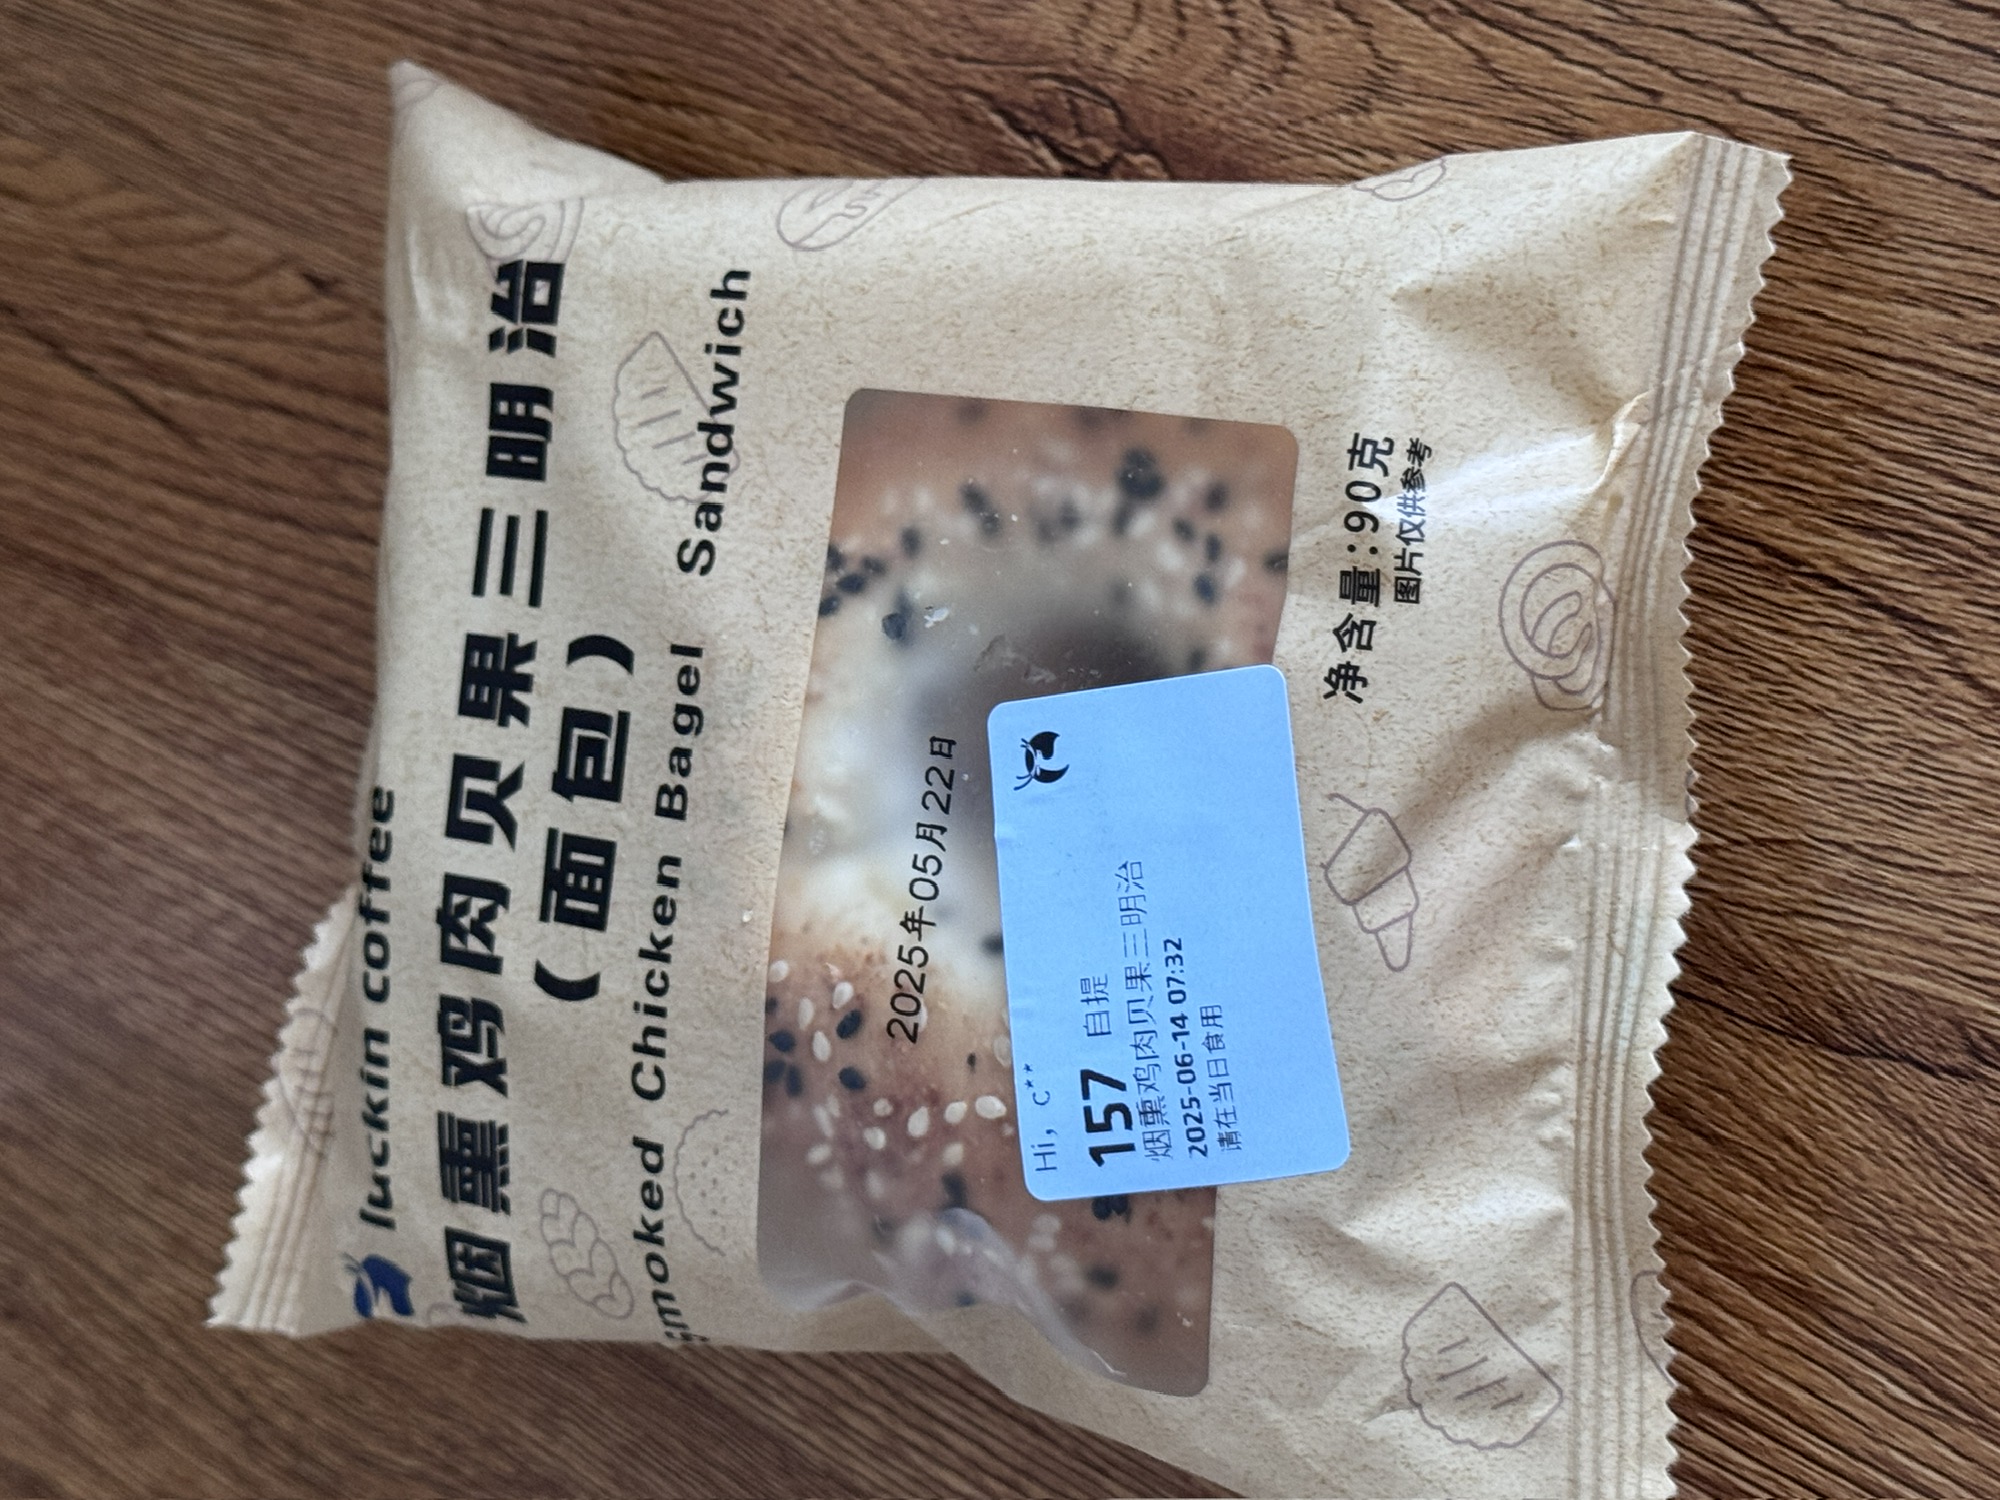 luckin coffee
烟熏鸡肉贝果三明治
（面包）
Smoked Chicken Bagel Sandwich
2025年05月22日
Hi, C**
157 自提
烟熏鸡肉贝果三明治
2025-06-14 07:32
请在当日食用
净含量:90克
图片仅供参考